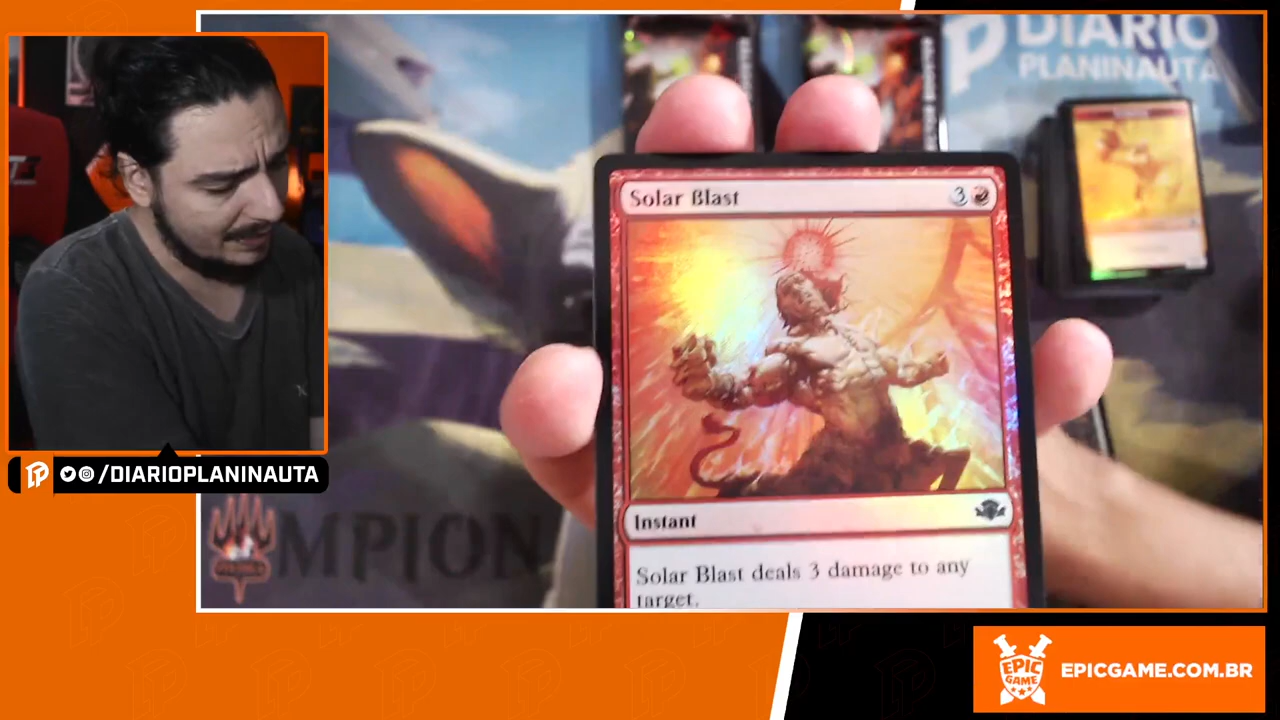 DIARIO
PLANINAUTA
Solar Blast
3
Instant
Solar Blast deals 3 damage to any
target.
/DIARIOPLANINAUTA
MPION
EPIC
GAME
EPICGAME.COM.BR